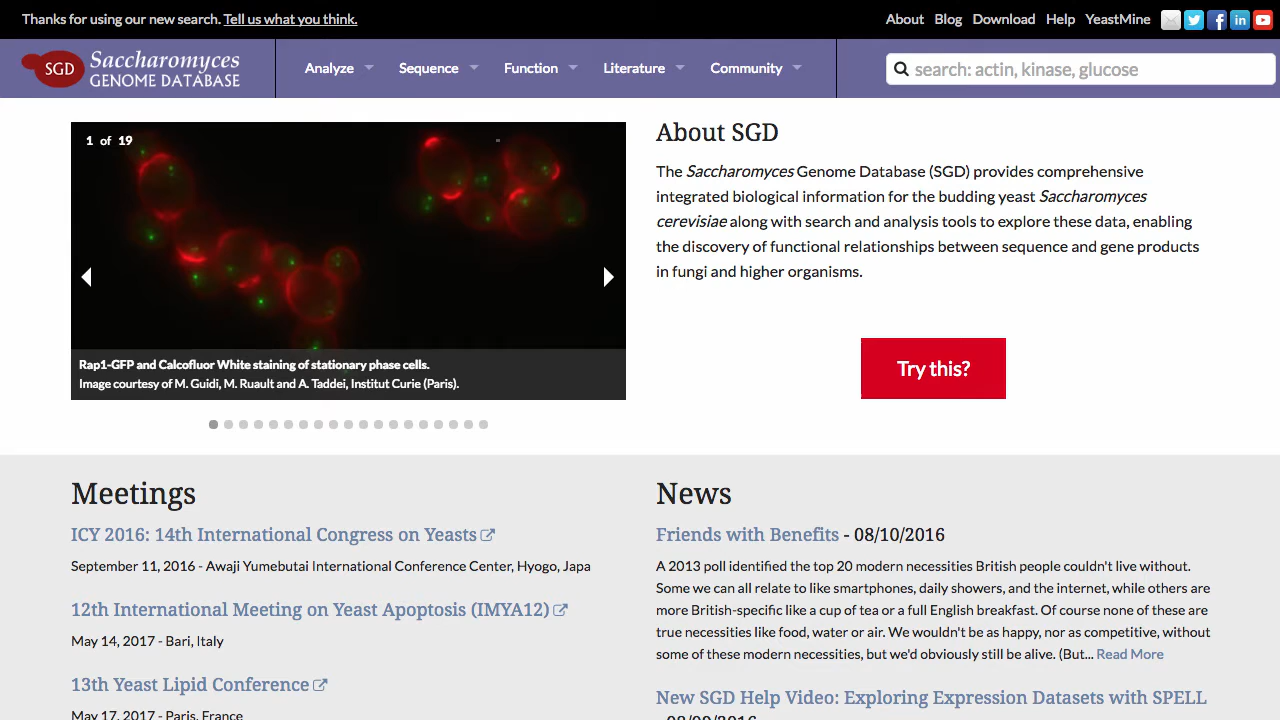 Thanks for using our new search. Tell us what you think.
About Blog Download Help YeastMine
SGD Saccharomyces
GENOME DATABASE
Analyze Sequence Function Literature Community
search: actin, kinase, glucose
1 of 19
Rap1-GFP and Calcofluor White staining of stationary phase cells.
Image courtesy of M. Guidi, M. Ruault and A. Taddei, Institut Curie (Paris).
About SGD
The Saccharomyces Genome Database (SGD) provides comprehensive
integrated biological information for the budding yeast Saccharomyces
cerevisiae along with search and analysis tools to explore these data, enabling
the discovery of functional relationships between sequence and gene products
in fungi and higher organisms.
Try this?
Meetings
ICY 2016: 14th International Congress on Yeasts
September 11, 2016 - Awaji Yumebutai International Conference Center, Hyogo, Japa
12th International Meeting on Yeast Apoptosis (IMYA12)
May 14, 2017 - Bari, Italy
13th Yeast Lipid Conference
May 17, 2017 - Paris, France
News
Friends with Benefits - 08/10/2016
A 2013 poll identified the top 20 modern necessities British people couldn't live without.
Some we can all relate to like smartphones, daily showers, and the internet, while others are
more British-specific like a cup of tea or a full English breakfast. Of course none of these are
true necessities like food, water or air. We wouldn't be as happy, nor as competitive, without
some of these modern necessities, but we'd obviously still be alive. (But... Read More
New SGD Help Video: Exploring Expression Datasets with SPELL